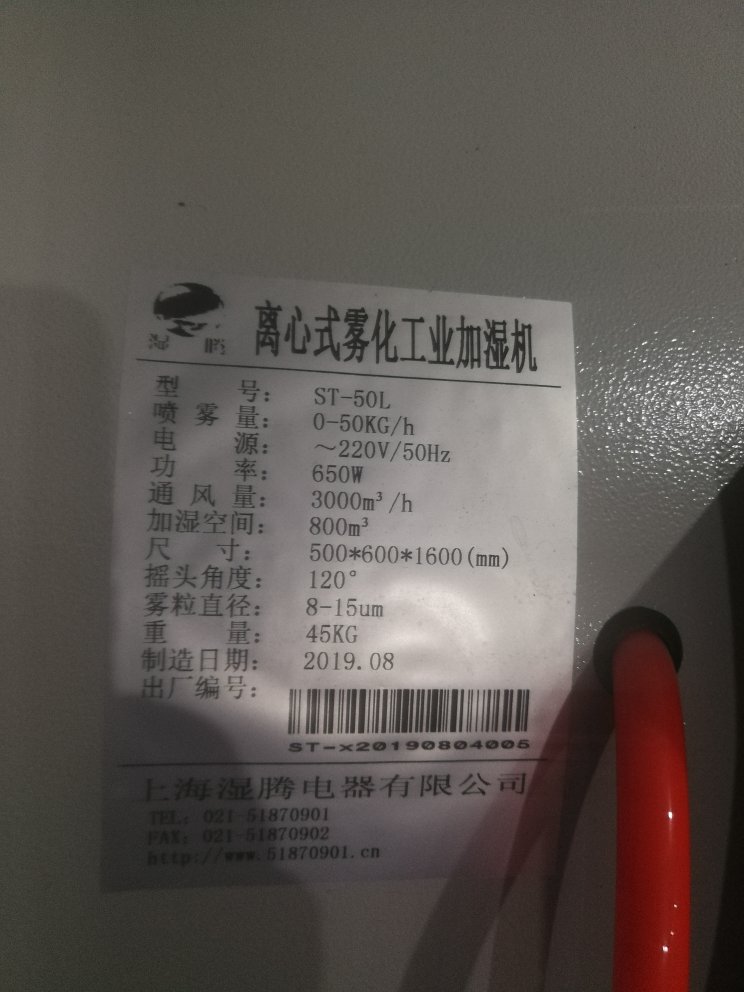 湿 腾
离心式雾化工业加湿机
型 号： ST-50L
喷 雾 量： 0-50KG/h
电 源： ～220V/50Hz
功 率： 650W
通 风 量： 3000m³/h
加湿空间： 800m³
尺 寸： 500*600*1600(mm)
摇头角度： 120°
雾粒直径： 8-15um
重 量： 45KG
制造日期： 2019.08
出厂编号：
ST-x20190804005
上海湿腾电器有限公司
TEL：021-51870901
FAX：021-51870902
http://www.51870901.cn